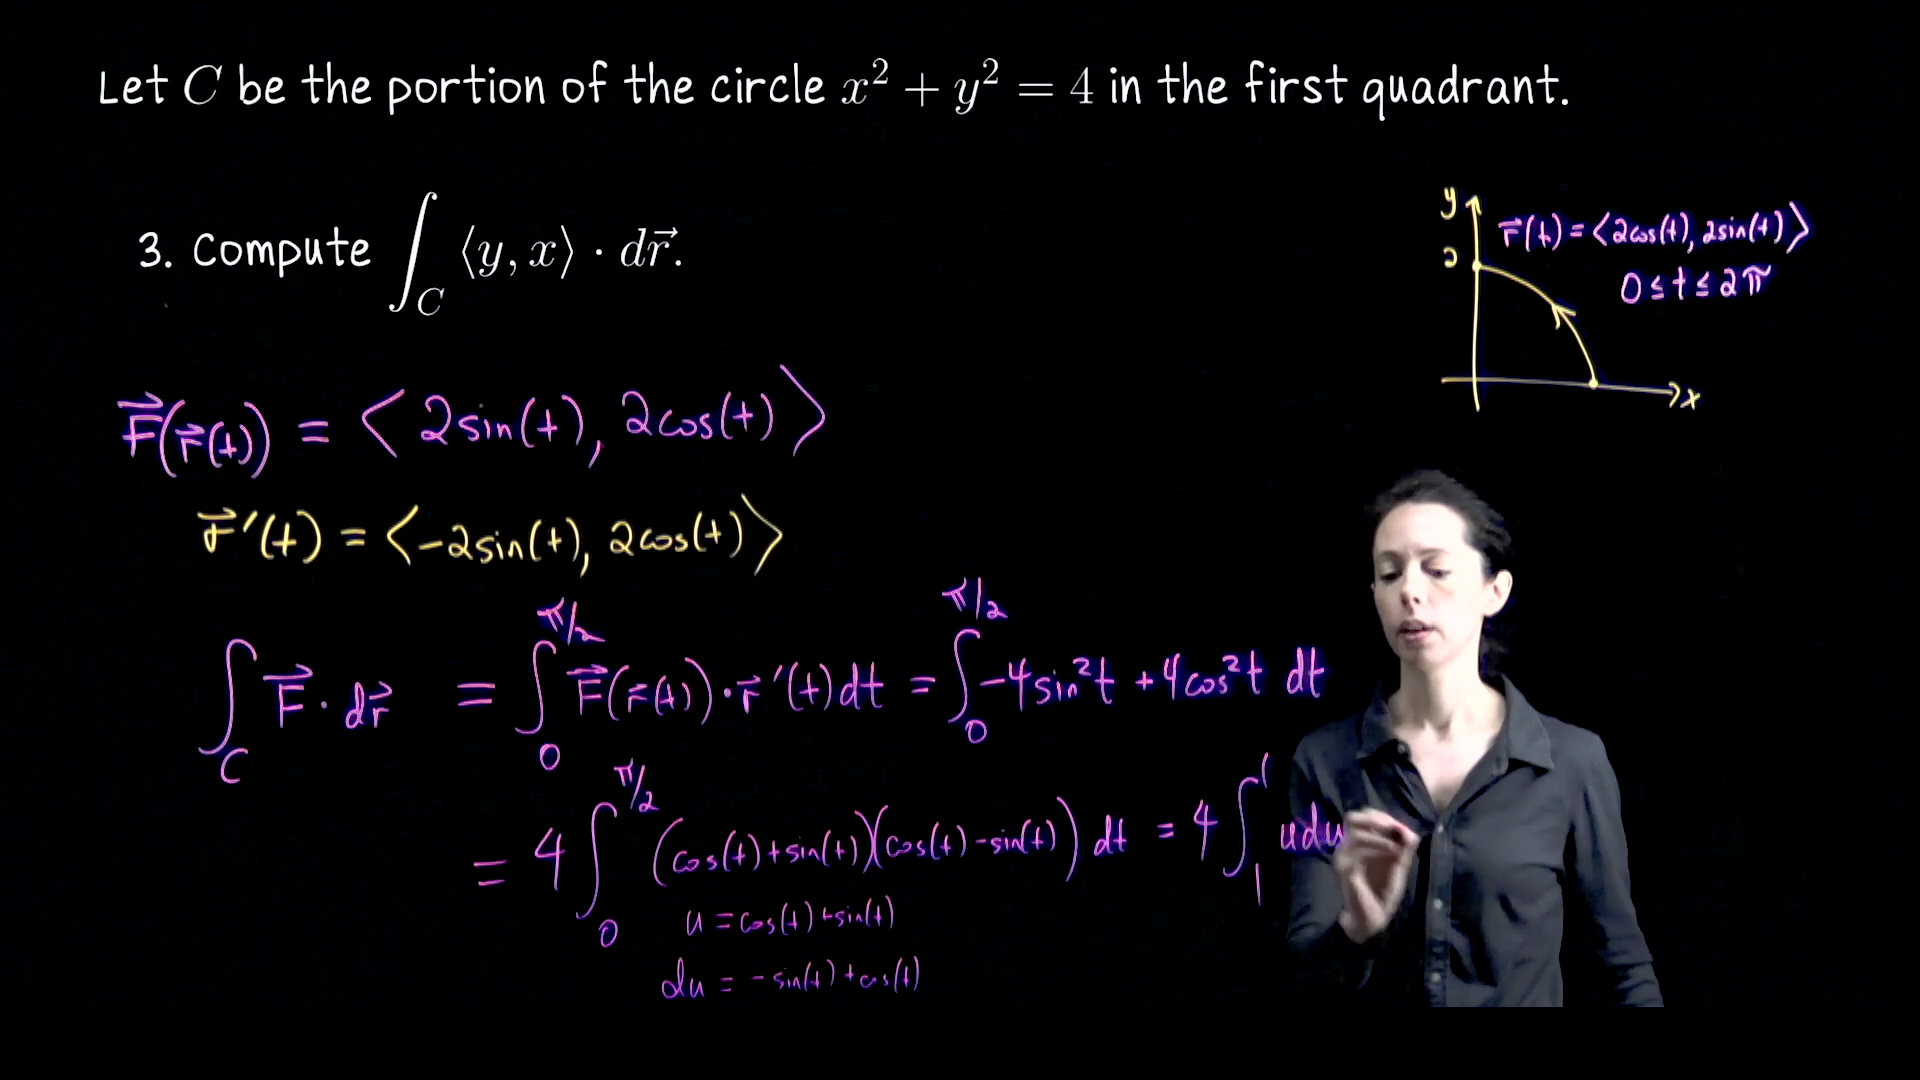 Let C be the portion of the circle x² + y² = 4 in the first quadrant.
3. Compute ∫_C ⟨y, x⟩ · dr⃗.
y
2
x
r⃗(t) = ⟨2cos(t), 2sin(t)⟩
0 ≤ t ≤ 2π
F⃗(r⃗(t)) = ⟨2sin(t), 2cos(t)⟩
r⃗'(t) = ⟨-2sin(t), 2cos(t)⟩
∫_C F⃗ · dr⃗ = ∫_0^{π/2} F⃗(r⃗(t)) · r⃗'(t) dt = ∫_0^{π/2} -4sin²t + 4cos²t dt
= 4 ∫_0^{π/2} (cos(t) + sin(t))(cos(t) - sin(t)) dt = 4 ∫_1^1 u du
u = cos(t) + sin(t)
du = -sin(t) + cos(t)